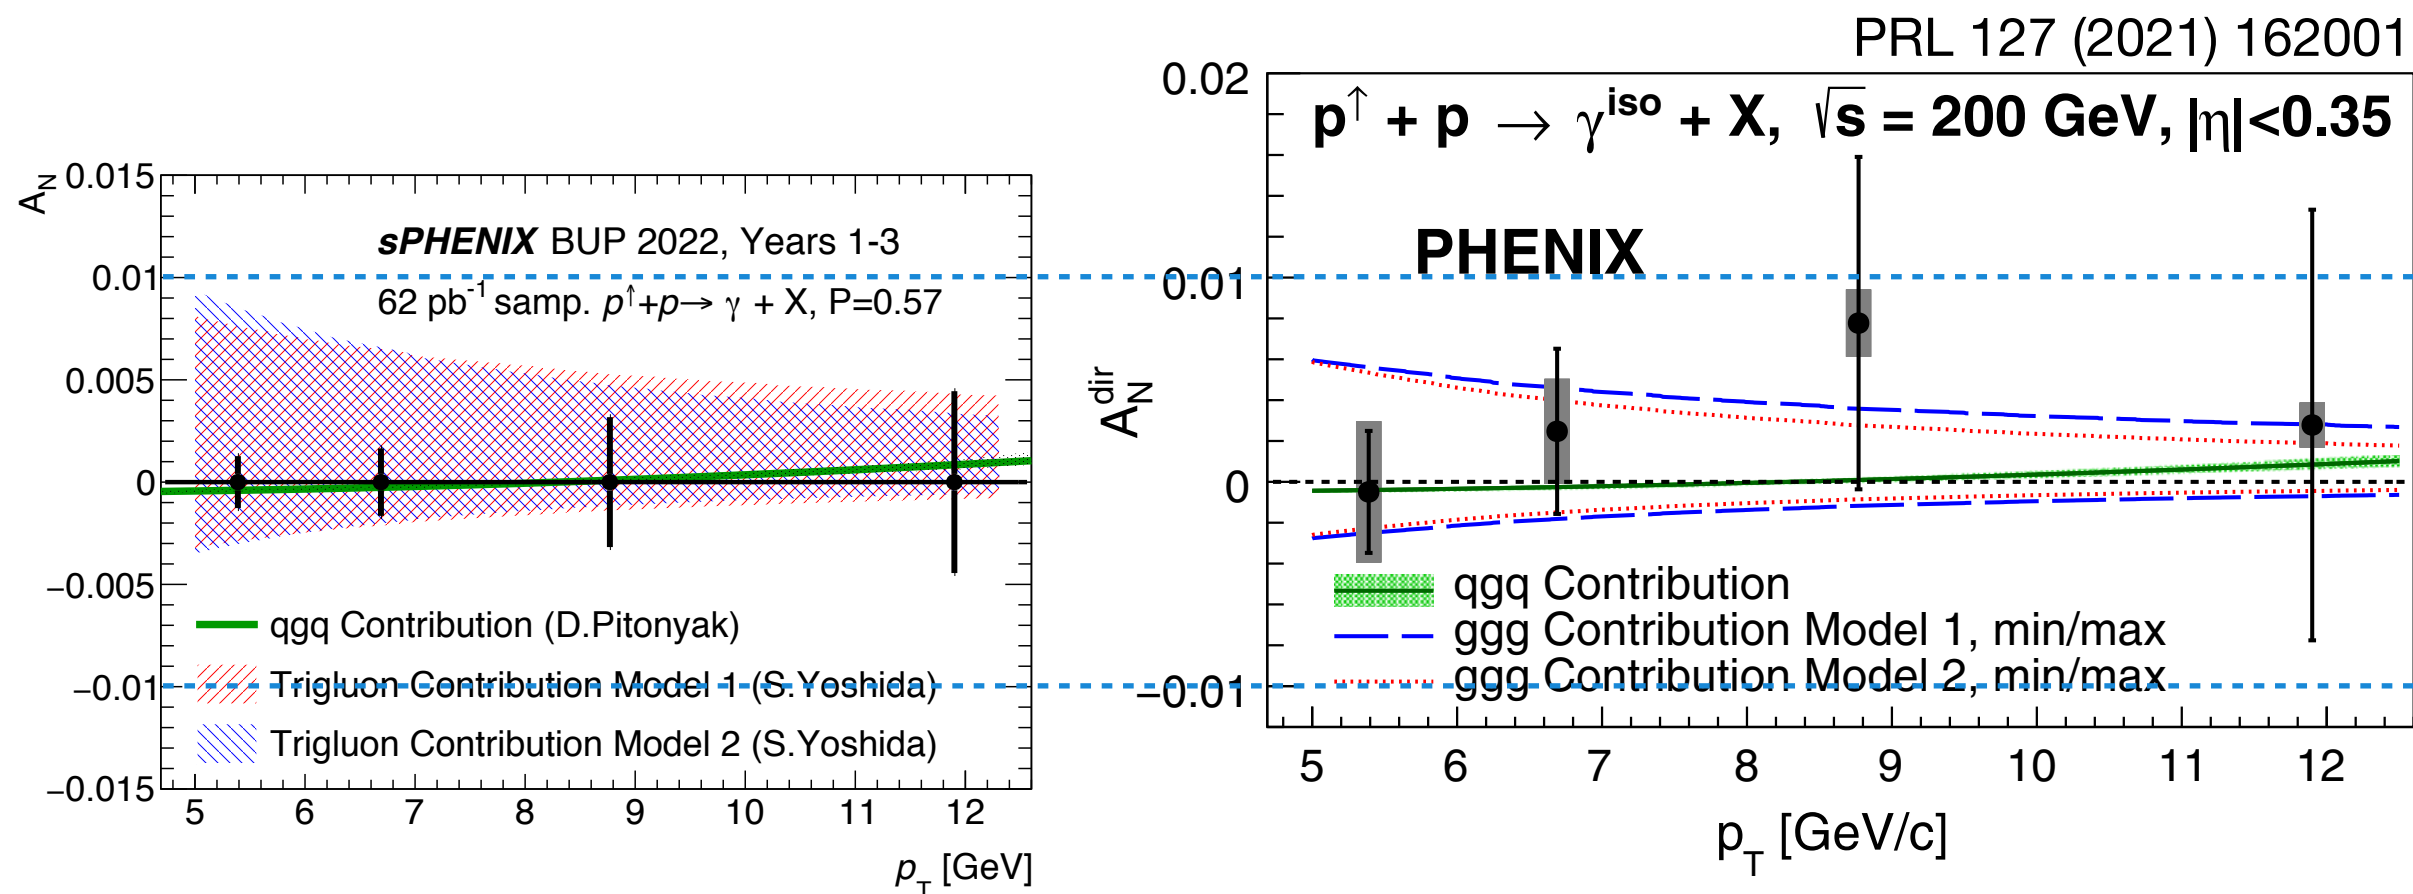 PRL 127 (2021) 162001
A_N
0.015
0.01
0.005
0
−0.005
−0.01
−0.015
sPHENIX BUP 2022, Years 1-3
62 pb⁻¹ samp. p↑+p→ γ + X, P=0.57
qgq Contribution (D.Pitonyak)
Trigluon Contribution Model 1 (S.Yoshida)
Trigluon Contribution Model 2 (S.Yoshida)
5 6 7 8 9 10 11 12
p_T [GeV]
A_N^dir
0.02
0.01
0
−0.01
p↑ + p → γ^iso + X, √s = 200 GeV, |η|<0.35
PHENIX
qgq Contribution
ggg Contribution Model 1, min/max
ggg Contribution Model 2, min/max
5 6 7 8 9 10 11 12
p_T [GeV/c]